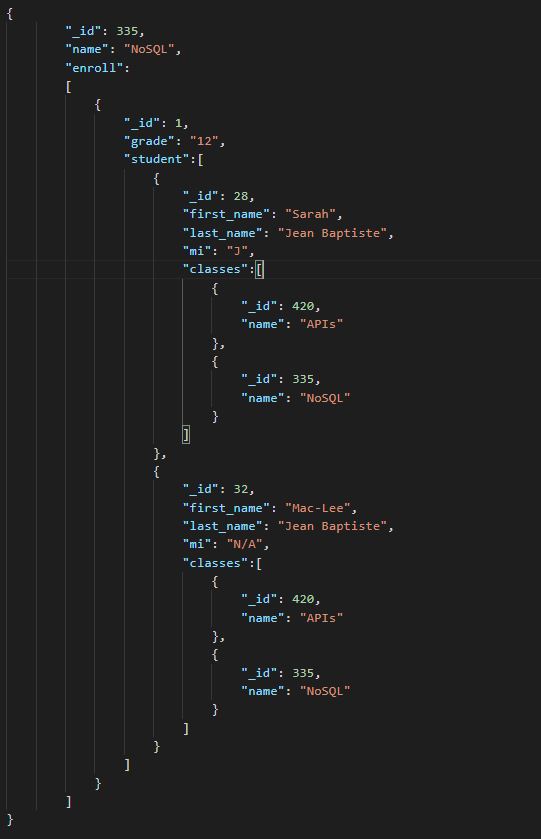 {
"_id": 335,
"name": "NoSQL",
"enroll":
[
{
"_id": 1,
"grade": "12",
"student":[
{
"_id": 28,
"first_name": "Sarah",
"last_name": "Jean Baptiste",
"mi": "J",
"classes":[
{
"_id": 420,
"name": "APIs"
},
{
"_id": 335,
"name": "NoSQL"
}
]
},
{
"_id": 32,
"first_name": "Mac-Lee",
"last_name": "Jean Baptiste",
"mi": "N/A",
"classes":[
{
"_id": 420,
"name": "APIs"
},
{
"_id": 335,
"name": "NoSQL"
}
]
}
]
}
]
}